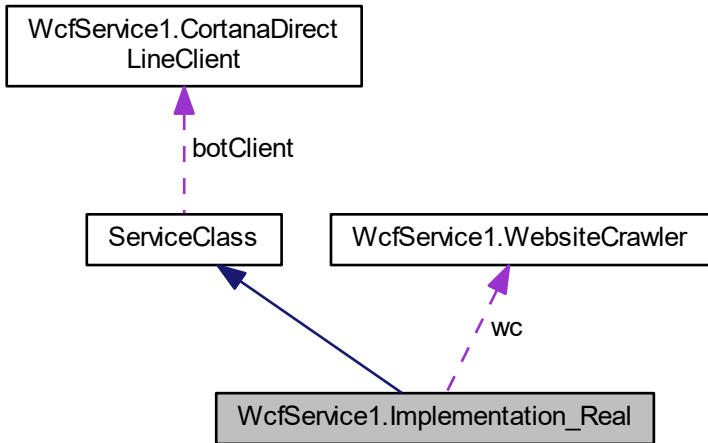 WcfService1.CortanaDirect
LineClient
botClient
ServiceClass
WcfService1.WebsiteCrawler
wc
WcfService1.Implementation_Real